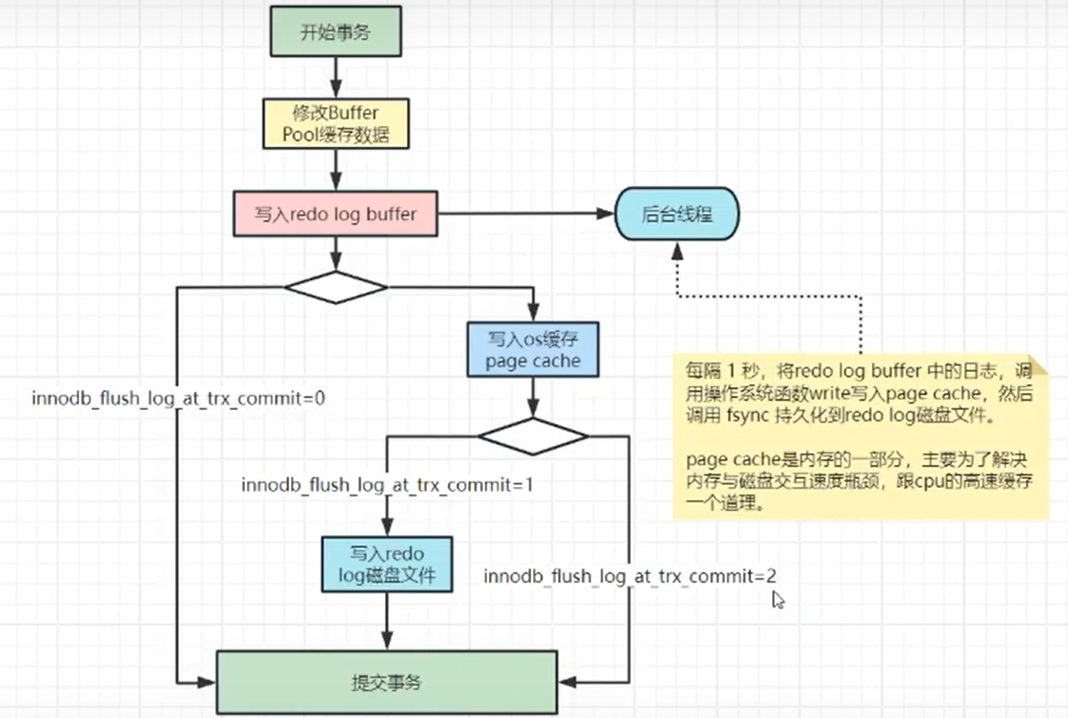 开始事务
修改Buffer
Pool缓存数据
写入redo log buffer
后台线程
写入os缓存
page cache
每隔 1 秒，将redo log buffer 中的日志，调
用操作系统函数write写入page cache，然后
调用 fsync 持久化到redo log磁盘文件。
page cache是内存的一部分，主要为了解决
内存与磁盘交互速度瓶颈，跟cpu的高速缓存
一个道理。
innodb_flush_log_at_trx_commit=0
innodb_flush_log_at_trx_commit=1
写入redo
log磁盘文件
innodb_flush_log_at_trx_commit=2
提交事务